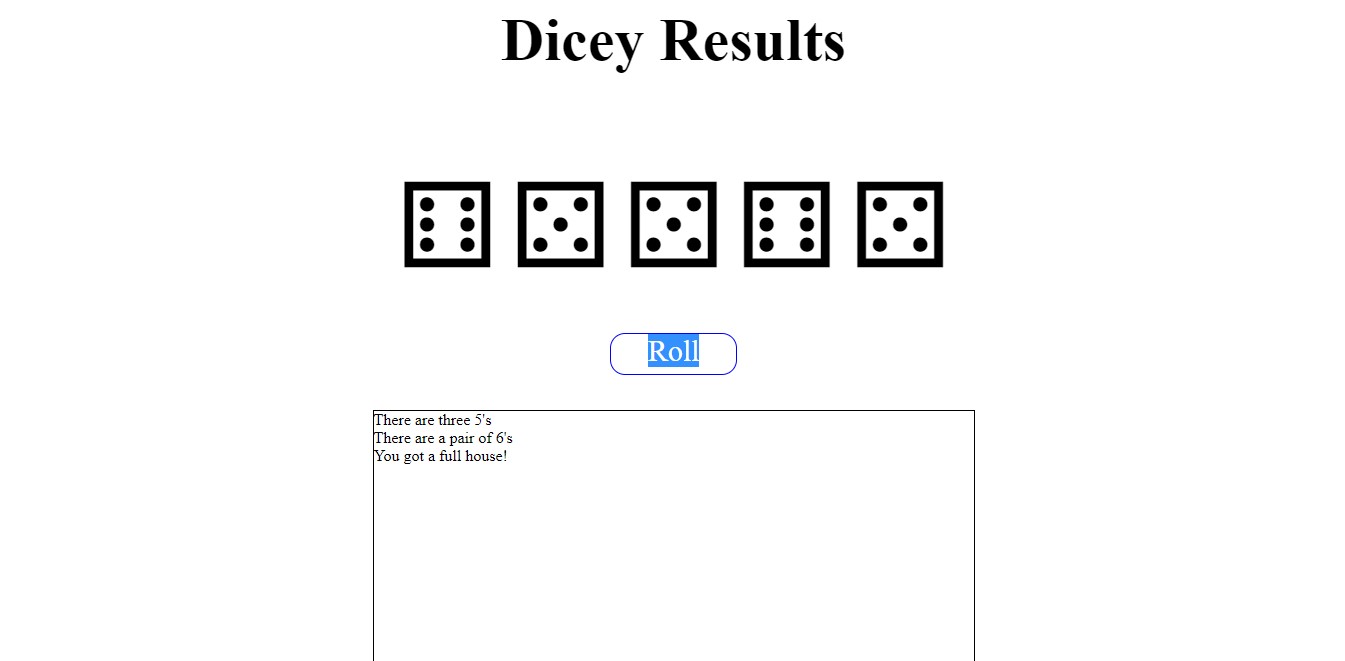 Dicey Results
Roll
There are three 5's
There are a pair of 6's
You got a full house!